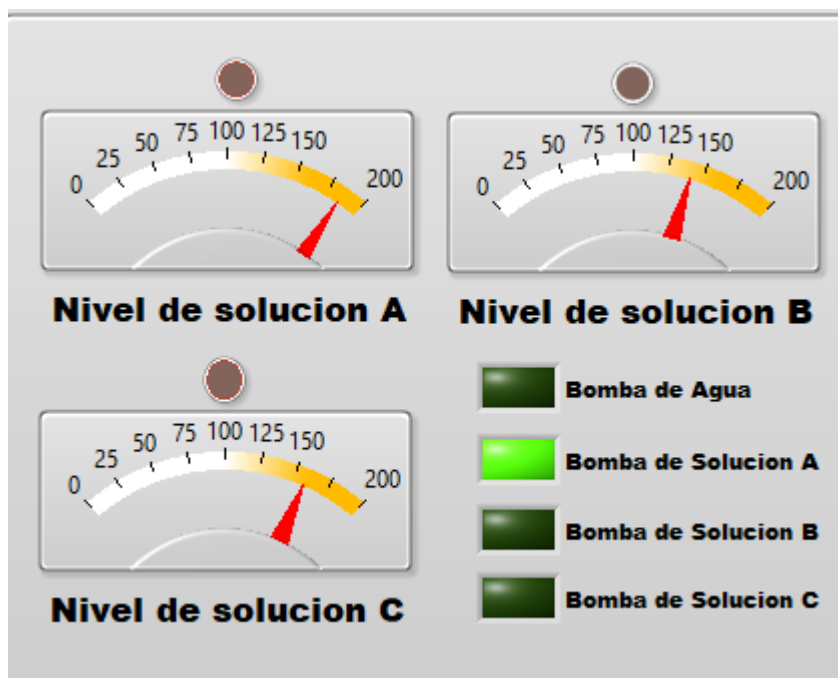 0 25 50 75 100 125 150 200
Nivel de solucion A
0 25 50 75 100 125 150 200
Nivel de solucion B
0 25 50 75 100 125 150 200
Nivel de solucion C
Bomba de Agua
Bomba de Solucion A
Bomba de Solucion B
Bomba de Solucion C